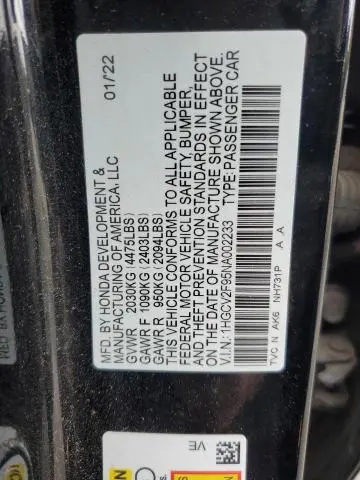 MFD. BY HONDA DEVELOPMENT & 01/22
MANUFACTURING OF AMERICA, LLC
GVWR 2030KG (4475LBS)
GAWR F 1090KG (2403LBS)
GAWR R 950KG (2094LBS)
THIS VEHICLE CONFORMS TO ALL APPLICABLE
FEDERAL MOTOR VEHICLE SAFETY, BUMPER,
AND THEFT PREVENTION STANDARDS IN EFFECT
ON THE DATE OF MANUFACTURE SHOWN ABOVE.
V.I.N.: 1HGCV2F95NA002233 TYPE: PASSENGER CAR
TVC N AK6 NH731P A A
VE